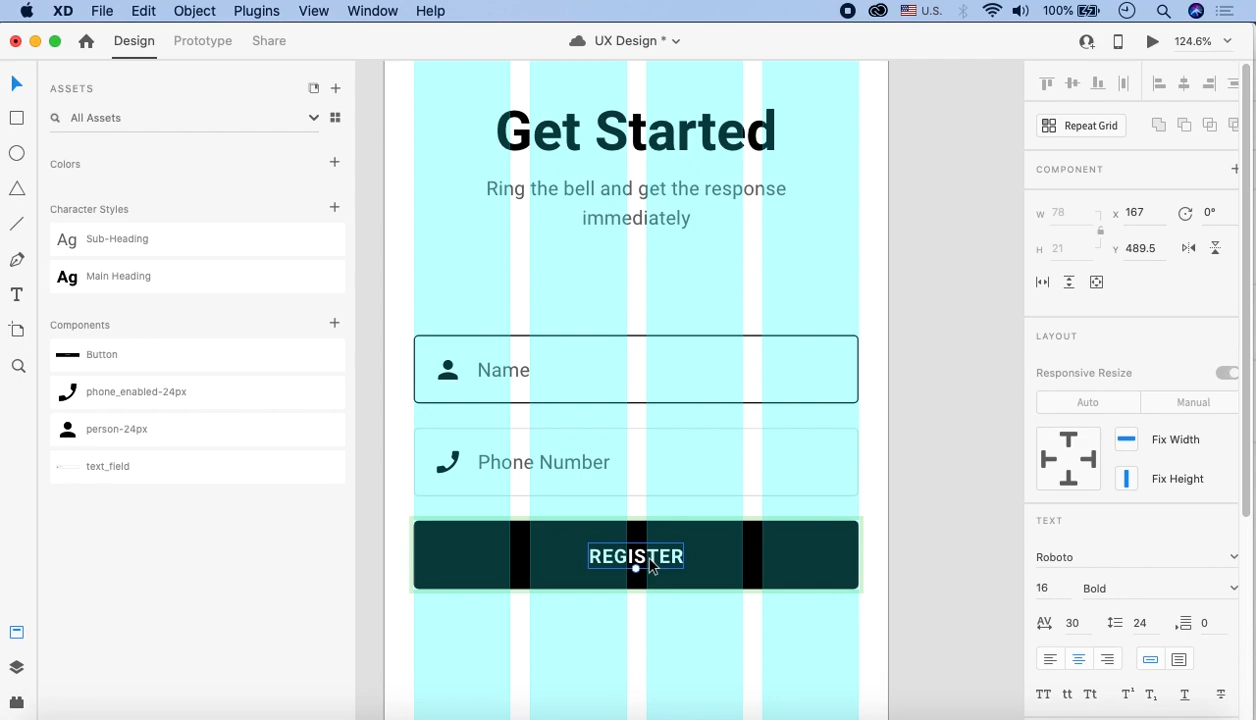 XD File Edit Object Plugins View Window Help U.S. 100%
Design Prototype Share UX Design * 124.6%
ASSETS
All Assets
Colors
Character Styles
Ag Sub-Heading
Ag Main Heading
Components
Button
phone_enabled-24px
person-24px
text_field
Get Started
Ring the bell and get the response
immediately
Name
Phone Number
REGISTER
Repeat Grid
COMPONENT
W 78 X 167 0°
H 21 Y 489.5
LAYOUT
Responsive Resize
Auto Manual
Fix Width
Fix Height
TEXT
Roboto
16 Bold
AV 30 24 0
TT tt Tt T¹ T₁ T T